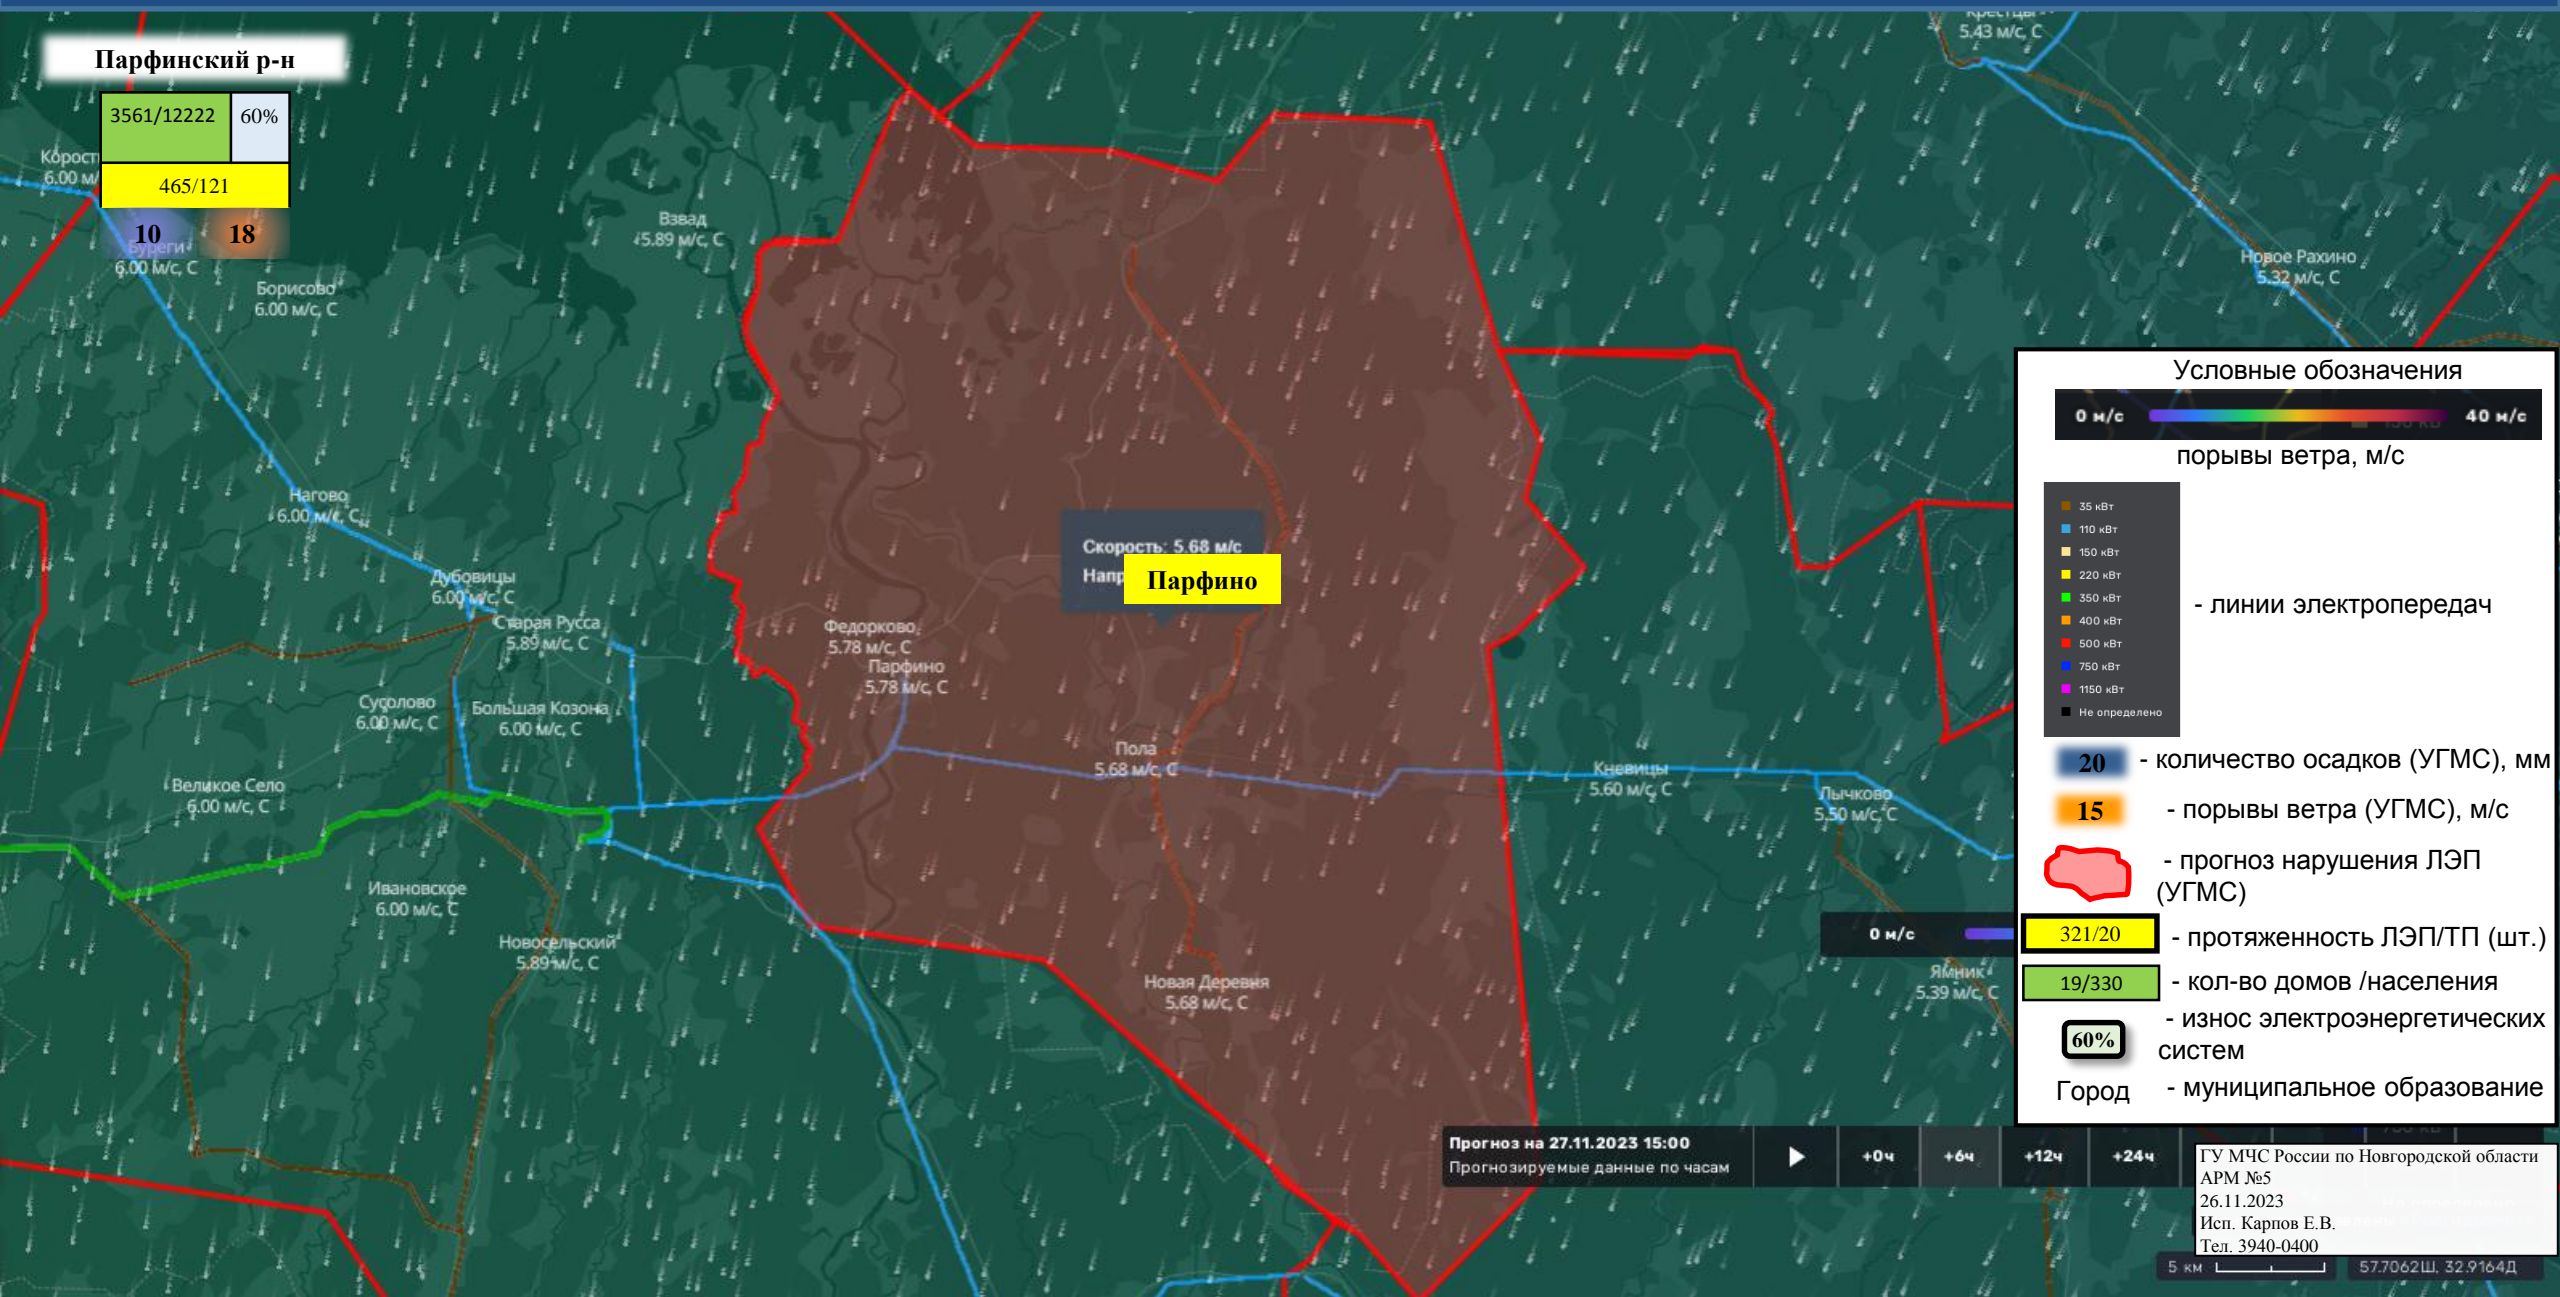 Парфинский р-н
3561/12222
60%
465/121
10
18
5.43 м/с, С
6.00 м/
Буреги
6.00 м/с, С
Борисово
6.00 м/с, С
Взвад
5.89 м/с, С
Новое Рахино
5.32 м/с, С
Нагово
6.00 м/с, С
Дубовицы
6.00 м/с, С
Старая Русса
5.89 м/с, С
Скорость: 5.68 м/с
Напр
Парфино
Федорково
5.78 м/с, С
Парфино
5.78 м/с, С
Сусолово
6.00 м/с, С
Большая Козона
6.00 м/с, С
Пола
5.68 м/с, С
Кневицы
5.60 м/с, С
Лычково
5.50 м/с, С
Великое Село
6.00 м/с, С
Ивановское
6.00 м/с, С
Новосельский
5.89 м/с, С
Новая Деревня
5.68 м/с, С
0 м/с
Ямник
5.39 м/с, С
Условные обозначения
0 м/с
40 м/с
порывы ветра, м/с
35 кВт
110 кВт
150 кВт
220 кВт
350 кВт
400 кВт
500 кВт
750 кВт
1150 кВт
Не определено
- линии электропередач
20 - количество осадков (УГМС), мм
15 - порывы ветра (УГМС), м/с
- прогноз нарушения ЛЭП
(УГМС)
321/20 - протяженность ЛЭП/ТП (шт.)
19/330 - кол-во домов /населения
60% - износ электроэнергетических
систем
Город - муниципальное образование
Прогноз на 27.11.2023 15:00
Прогнозируемые данные по часам
+0ч +6ч +12ч +24ч
ГУ МЧС России по Новгородской области
АРМ №5
26.11.2023
Исп. Карпов Е.В.
Тел. 3940-0400
5 км
57.7062Ш, 32.9164Д